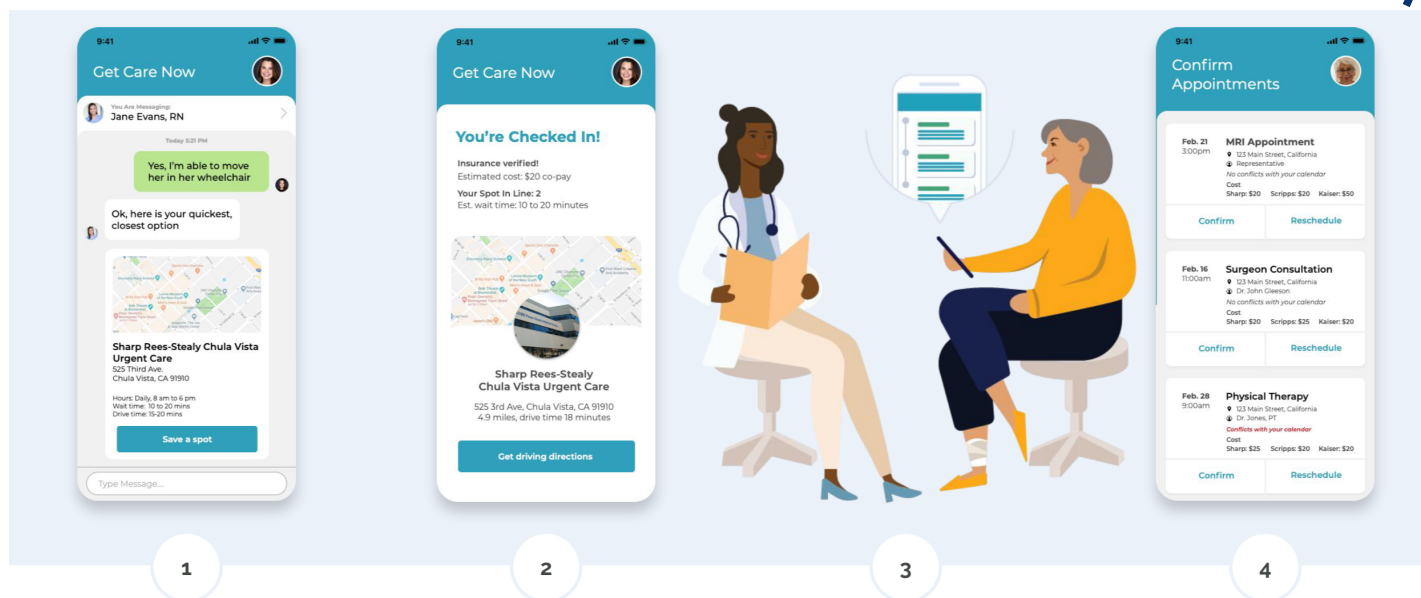 9:41
Get Care Now
You Are Messaging:
Jane Evans, RN
Today 5:21 PM
Yes, I'm able to move
her in her wheelchair
Ok, here is your quickest,
closest option
Sharp Rees-Stealy Chula Vista
Urgent Care
525 Third Ave.
Chula Vista, CA 91910
Hours: Daily, 8 am to 6 pm
Wait time: 10 to 20 mins
Drive time: 15-20 mins
Save a spot
Type Message...
1
9:41
Get Care Now
You're Checked In!
Insurance verified!
Estimated cost: $20 co-pay
Your Spot In Line: 2
Est. wait time: 10 to 20 minutes
Sharp Rees-Stealy
Chula Vista Urgent Care
525 3rd Ave, Chula Vista, CA 91910
4.9 miles, drive time 18 minutes
Get driving directions
2
3
9:41
Confirm
Appointments
Feb. 21
3:00pm
MRI Appointment
123 Main Street, California
Representative
No conflicts with your calendar
Cost
Sharp: $20 Scripps: $20 Kaiser: $50
Confirm Reschedule
Feb. 16
11:00am
Surgeon Consultation
123 Main Street, California
Dr. John Gleeson
No conflicts with your calendar
Cost
Sharp: $20 Scripps: $25 Kaiser: $20
Confirm Reschedule
Feb. 28
9:00am
Physical Therapy
123 Main Street, California
Dr. Jones, PT
Conflicts with your calendar
Cost
Sharp: $25 Scripps: $20 Kaiser: $20
Confirm Reschedule
4